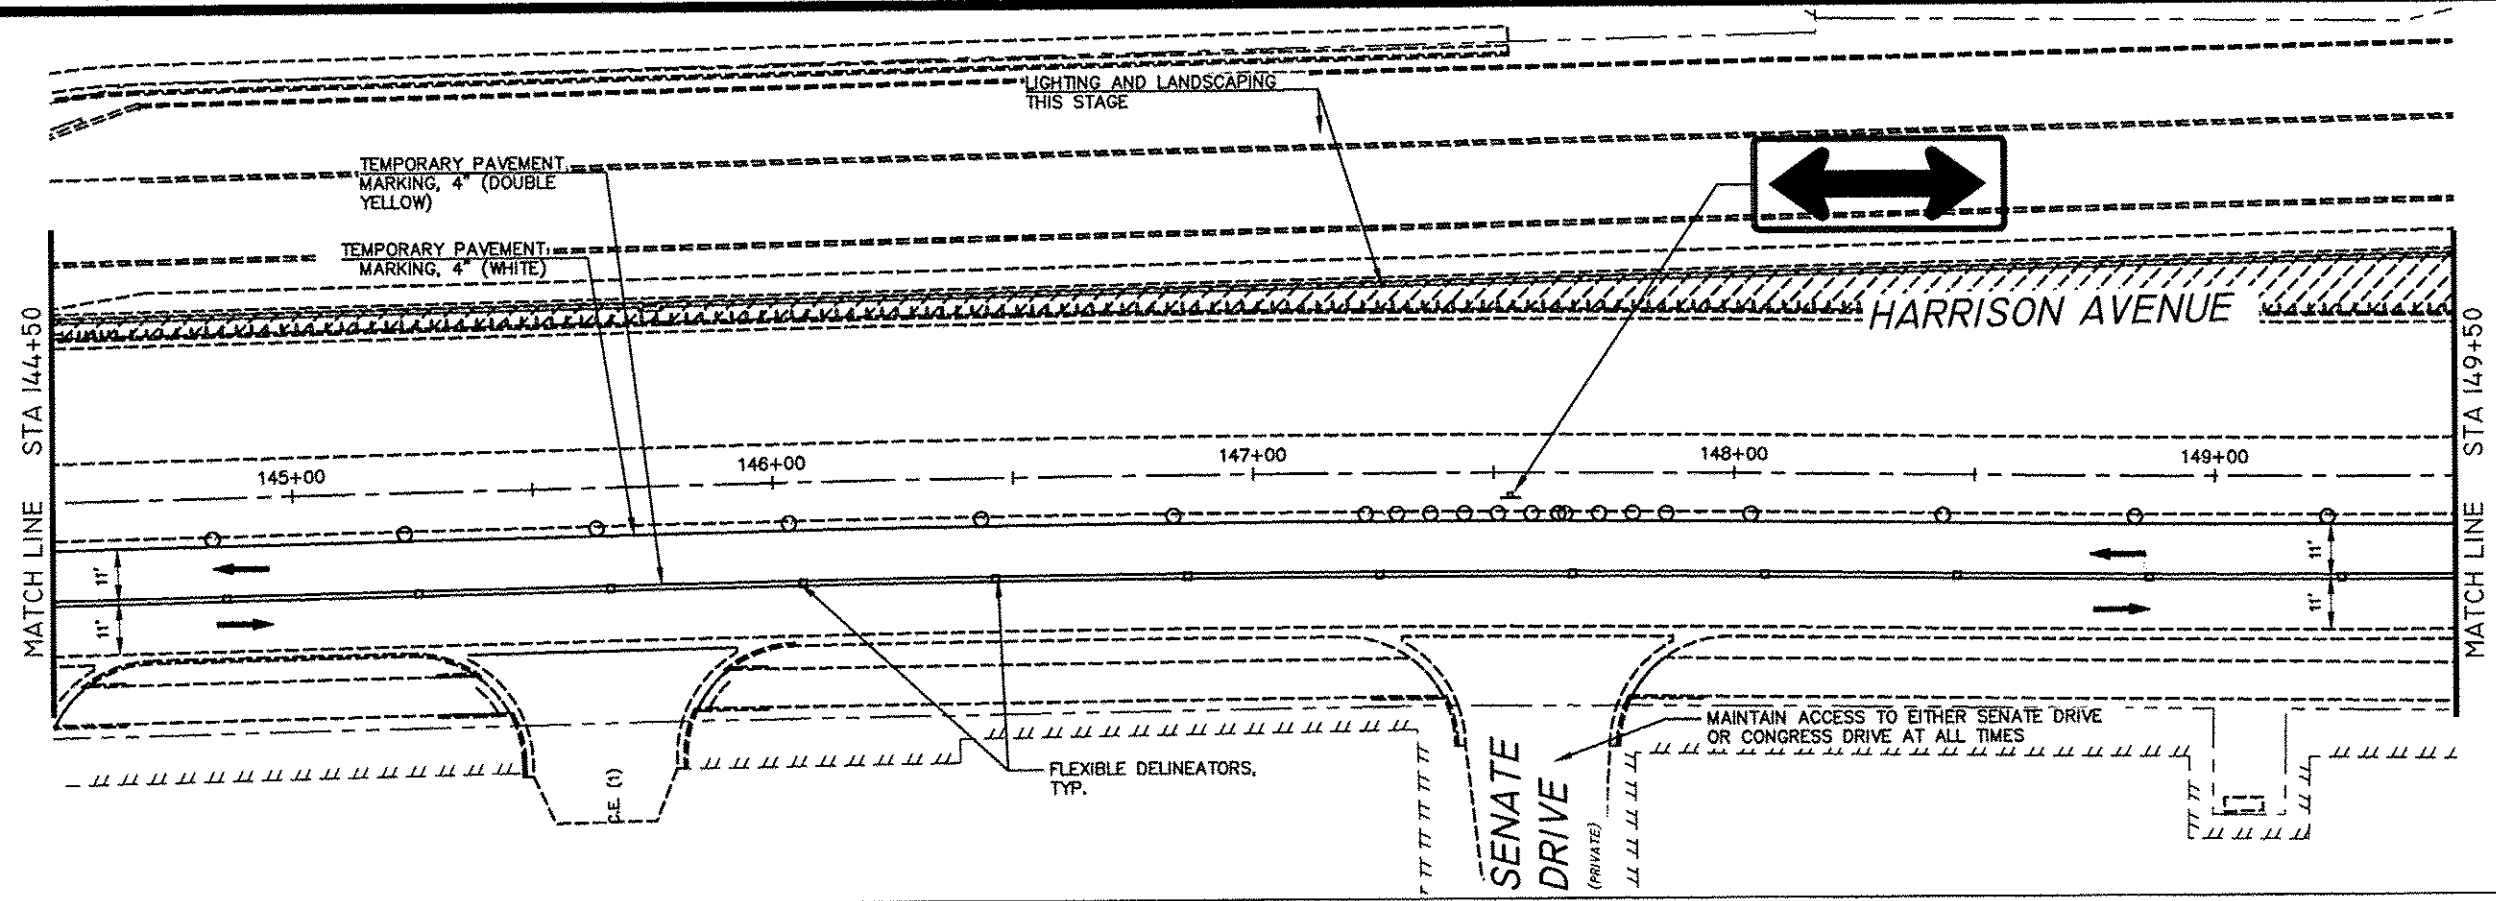 LIGHTING AND LANDSCAPING
THIS STAGE
TEMPORARY PAVEMENT
MARKING, 4" (DOUBLE
YELLOW)
TEMPORARY PAVEMENT
MARKING, 4" (WHITE)
HARRISON AVENUE
MATCH LINE STA 144+50
MATCH LINE STA 149+50
145+00
146+00
147+00
148+00
149+00
11'
11'
11'
11'
MAINTAIN ACCESS TO EITHER SENATE DRIVE
OR CONGRESS DRIVE AT ALL TIMES
FLEXIBLE DELINEATORS,
TYP.
C.E. (1)
SENATE
DRIVE
(PRIVATE)